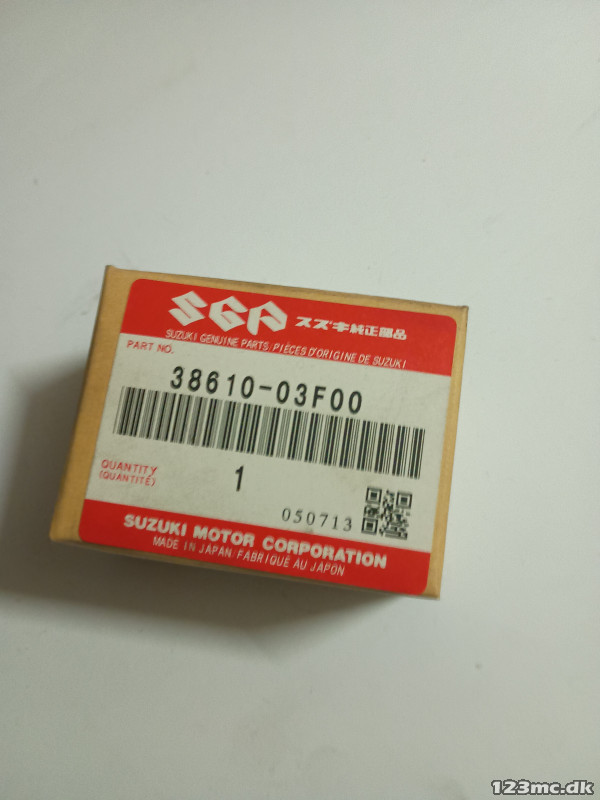 SGP スズキ純正部品
SUZUKI GENUINE PARTS/PIÈCES D'ORIGINE DE SUZUKI
PART NO.
38610-03F00
QUANTITY
(QUANTITÉ)
1
050713
SUZUKI MOTOR CORPORATION
MADE IN JAPAN FABRIQUÉ AU JAPON
123mc.dk